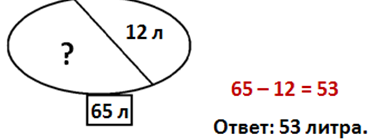 12 л
?
65 л
65 – 12 = 53
Ответ: 53 литра.